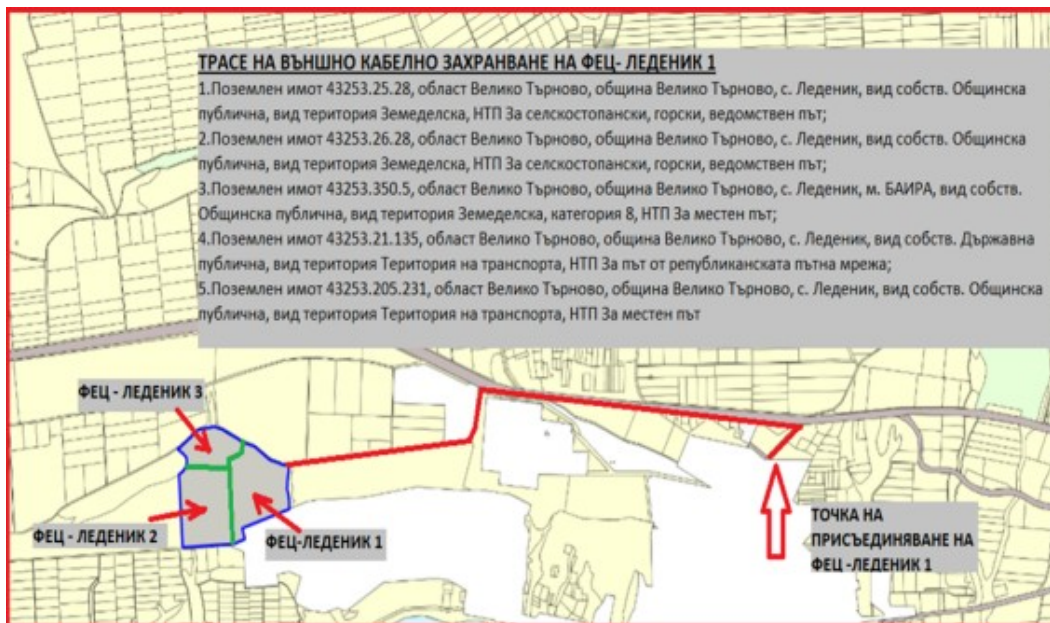 ТРАСЕ НА ВЪНШНО КАБЕЛНО ЗАХРАНВАНЕ НА ФЕЦ- ЛЕДЕНИК 1
1.Поземлен имот 43253.25.28, област Велико Търново, община Велико Търново, с. Леденик, вид собств. Общинска
публична, вид територия Земеделска, НТП За селскостопански, горски, ведомствен път;
2.Поземлен имот 43253.26.28, област Велико Търново, община Велико Търново, с. Леденик, вид собств. Общинска
публична, вид територия Земеделска, НТП За селскостопански, горски, ведомствен път;
3.Поземлен имот 43253.350.5, област Велико Търново, община Велико Търново, с. Леденик, м. БАИРА, вид собств.
Общинска публична, вид територия Земеделска, категория 8, НТП За местен път;
4.Поземлен имот 43253.21.135, област Велико Търново, община Велико Търново, с. Леденик, вид собств. Държавна
публична, вид територия Територия на транспорта, НТП За път от републиканската пътна мрежа;
5.Поземлен имот 43253.205.231, област Велико Търново, община Велико Търново, с. Леденик, вид собств. Общинска
публична, вид територия Територия на транспорта, НТП За местен път
ФЕЦ - ЛЕДЕНИК 3
ФЕЦ - ЛЕДЕНИК 2
ФЕЦ-ЛЕДЕНИК 1
ТОЧКА НА
ПРИСЪЕДИНЯВАНЕ НА
ФЕЦ -ЛЕДЕНИК 1